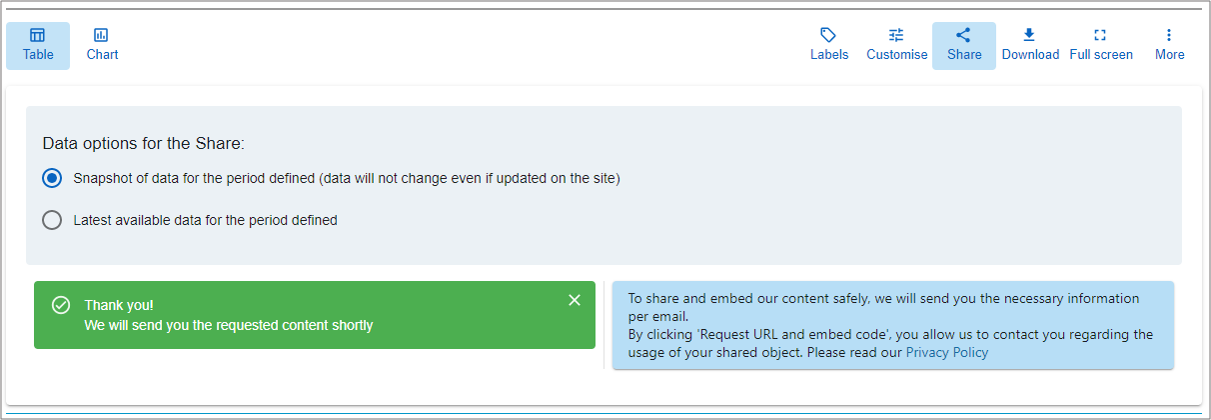 Table
Chart
Labels
Customise
Share
Download
Full screen
More
Data options for the Share:
Snapshot of data for the period defined (data will not change even if updated on the site)
Latest available data for the period defined
Thank you!
We will send you the requested content shortly
To share and embed our content safely, we will send you the necessary information
per email.
By clicking 'Request URL and embed code', you allow us to contact you regarding the
usage of your shared object. Please read our Privacy Policy